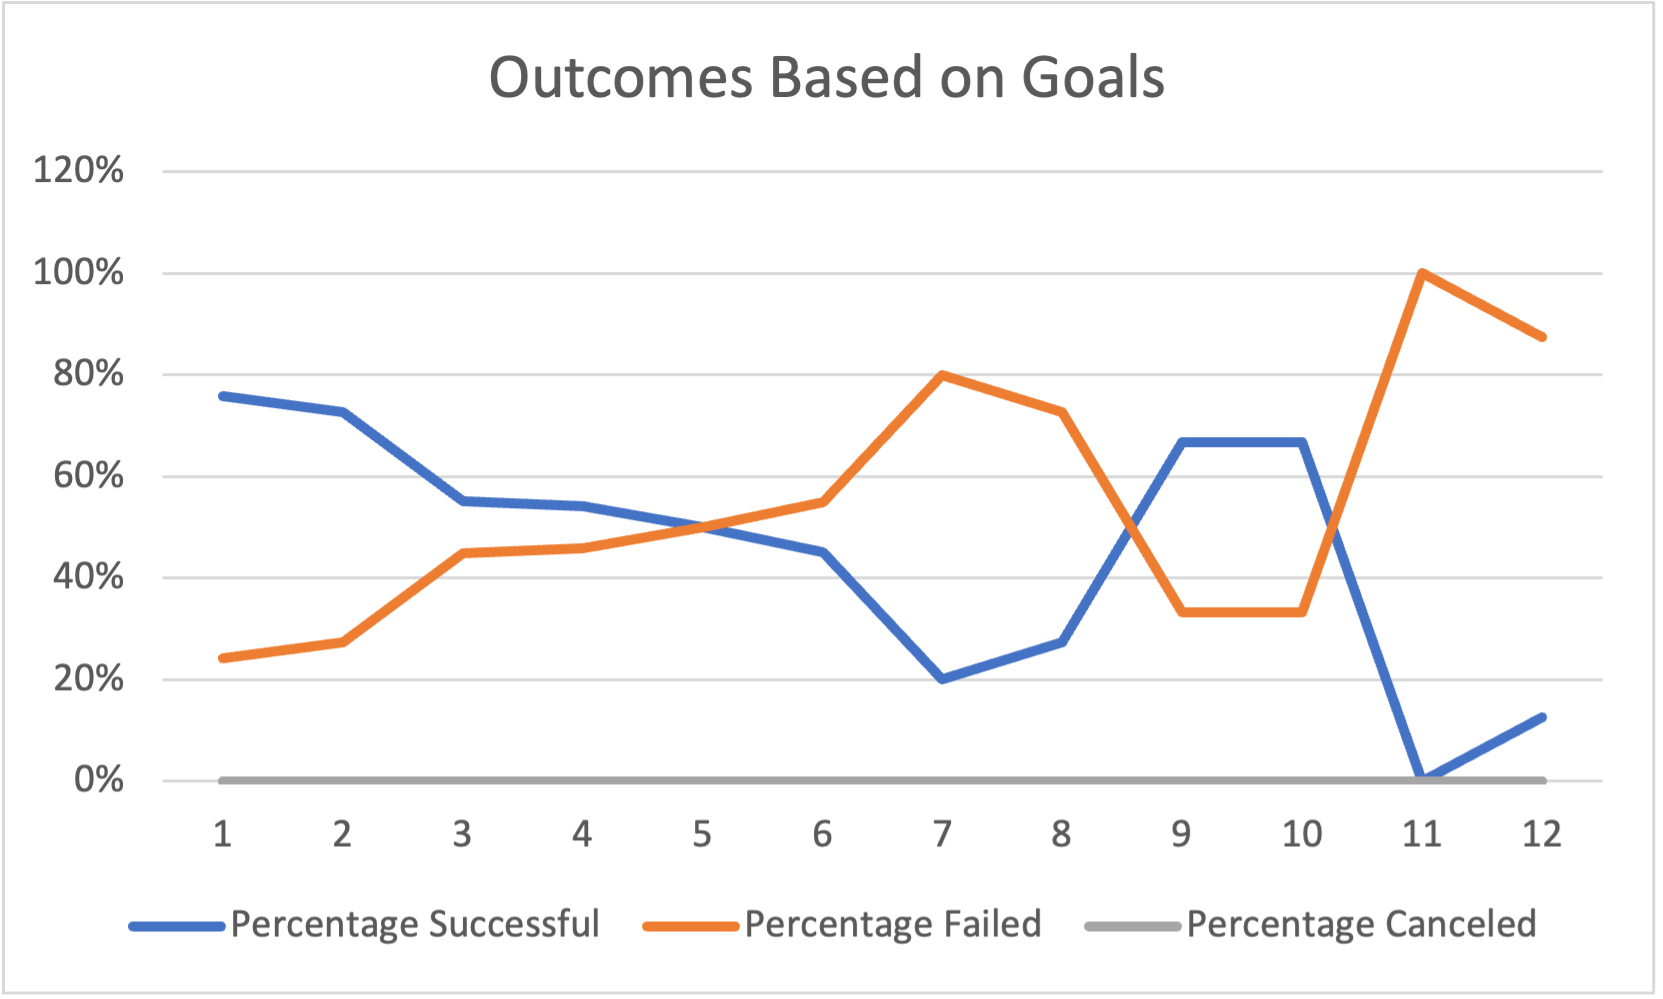 Outcomes Based on Goals
120%
100%
80%
60%
40%
20%
0%
1 2 3 4 5 6 7 8 9 10 11 12
Percentage Successful Percentage Failed Percentage Canceled